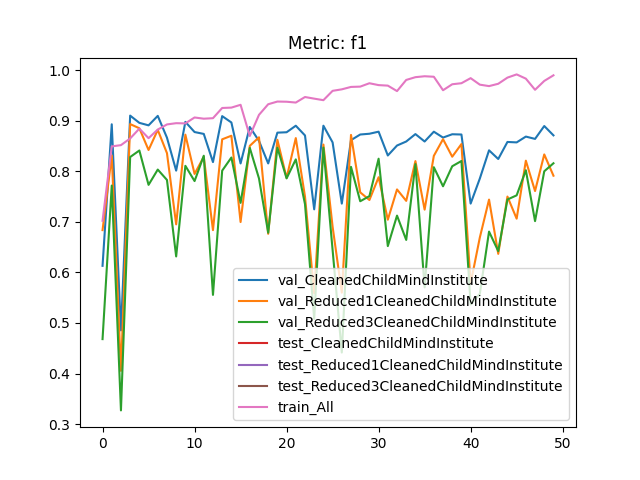 Metric: f1
1.0
0.9
0.8
0.7
0.6
0.5
0.4
0.3
0
10
20
30
40
50
val_CleanedChildMindInstitute
val_Reduced1CleanedChildMindInstitute
val_Reduced3CleanedChildMindInstitute
test_CleanedChildMindInstitute
test_Reduced1CleanedChildMindInstitute
test_Reduced3CleanedChildMindInstitute
train_All